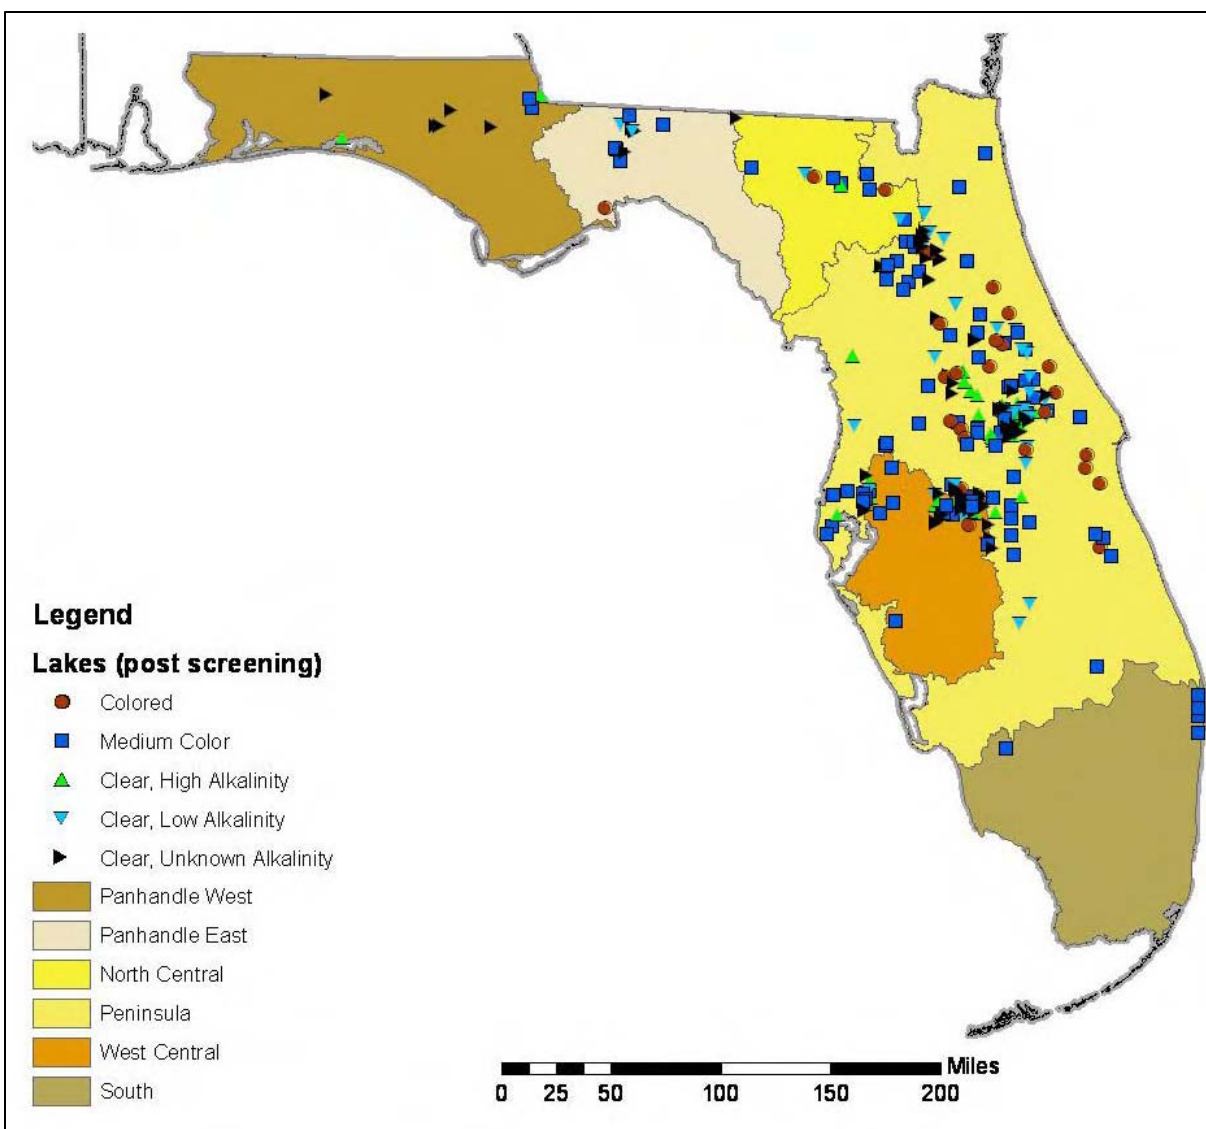 Legend
Lakes (post screening)
Colored
Medium Color
Clear, High Alkalinity
Clear, Low Alkalinity
Clear, Unknown Alkalinity
Panhandle West
Panhandle East
North Central
Peninsula
West Central
South
Miles
0 25 50 100 150 200